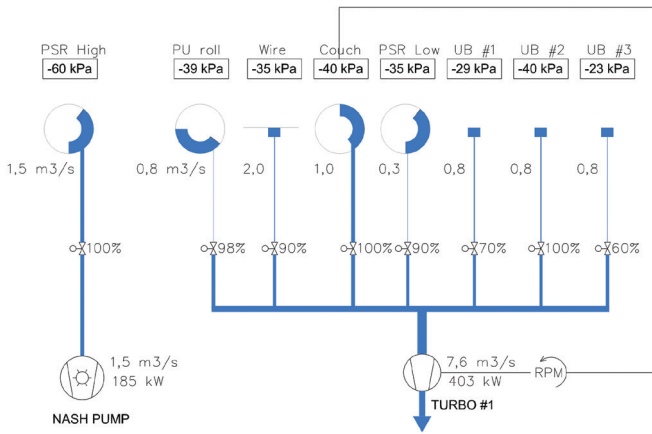 PSR High PU roll Wire Couch PSR Low UB #1 UB #2 UB #3
-60 kPa -39 kPa -35 kPa -40 kPa -35 kPa -29 kPa -40 kPa -23 kPa
1,5 m3/s 0,8 m3/s 2,0 1,0 0,3 0,8 0,8 0,8
100% 98% 90% 100% 90% 70% 100% 60%
1,5 m3/s 7,6 m3/s
185 kW 403 kW RPM
NASH PUMP TURBO #1